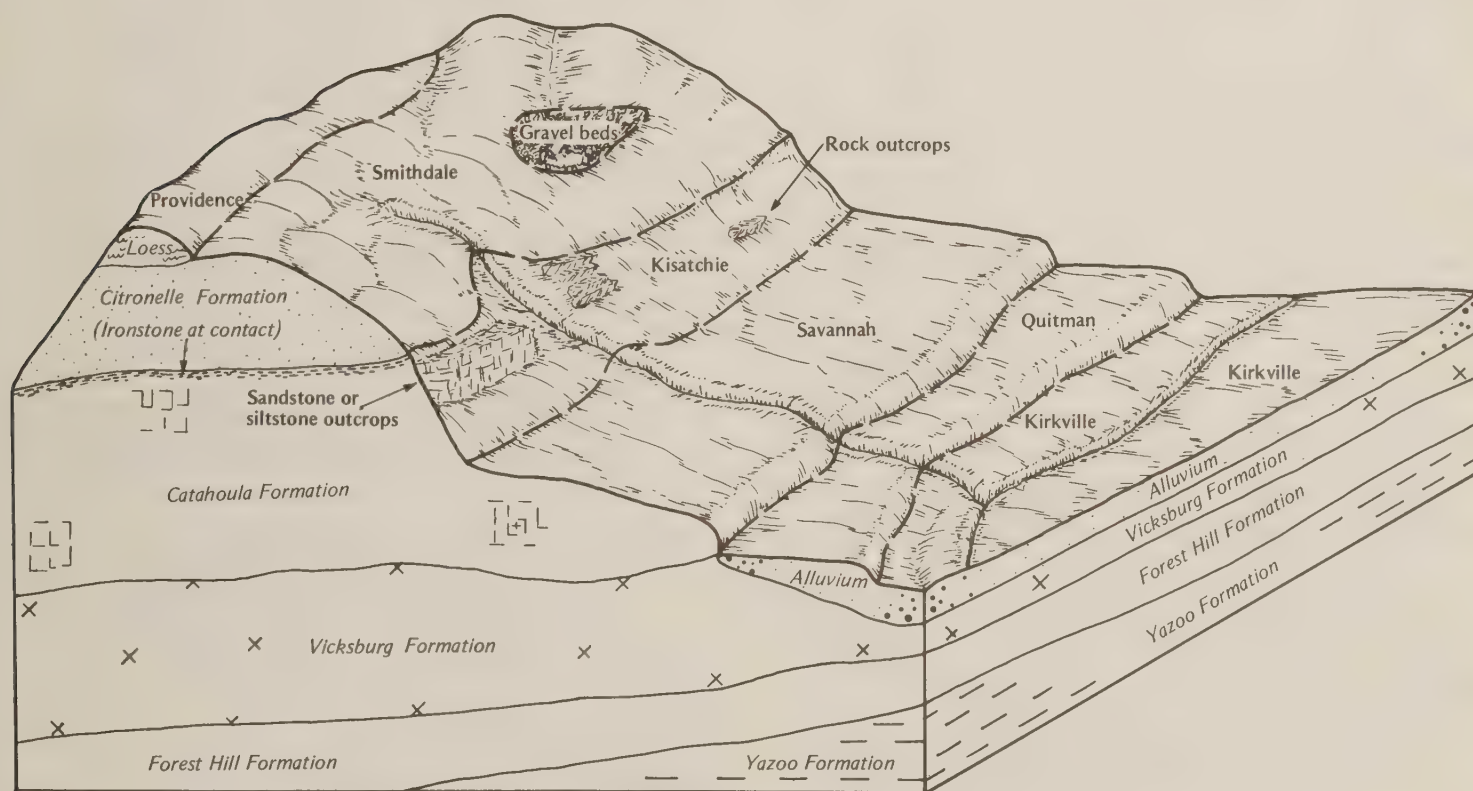 Gravel beds
Rock outcrops
Smithdale
Providence
Loess
Kisatchie
Citronelle Formation
(Ironstone at contact)
Savannah
Quitman
Kirkville
Sandstone or
siltstone outcrops
Kirkville
Catahoula Formation
Alluvium
Vicksburg Formation
Forest Hill Formation
Yazoo Formation
Alluvium
Vicksburg Formation
Forest Hill Formation
Yazoo Formation